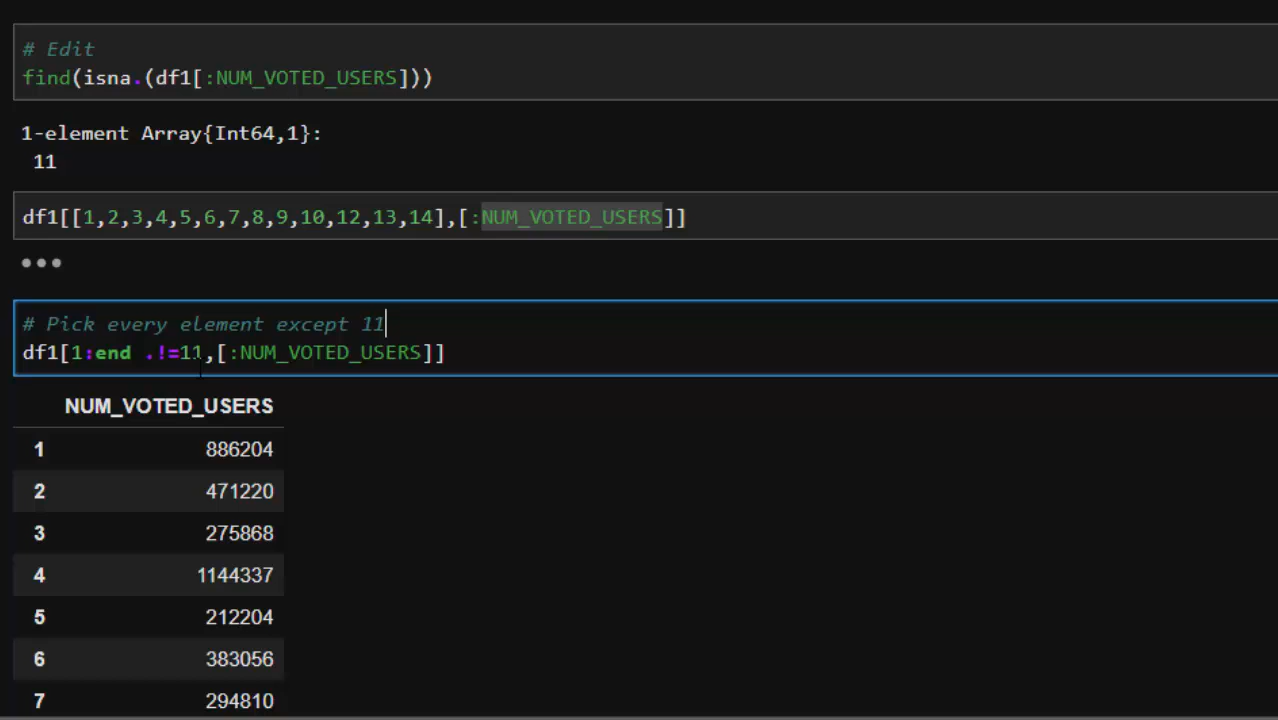 # Edit
find(isna.(df1[:NUM_VOTED_USERS]))
1-element Array{Int64,1}:
11
df1[[1,2,3,4,5,6,7,8,9,10,12,13,14],[:NUM_VOTED_USERS]]
# Pick every element except 11
df1[1:end .!=11,[:NUM_VOTED_USERS]]
NUM_VOTED_USERS
1 886204
2 471220
3 275868
4 1144337
5 212204
6 383056
7 294810